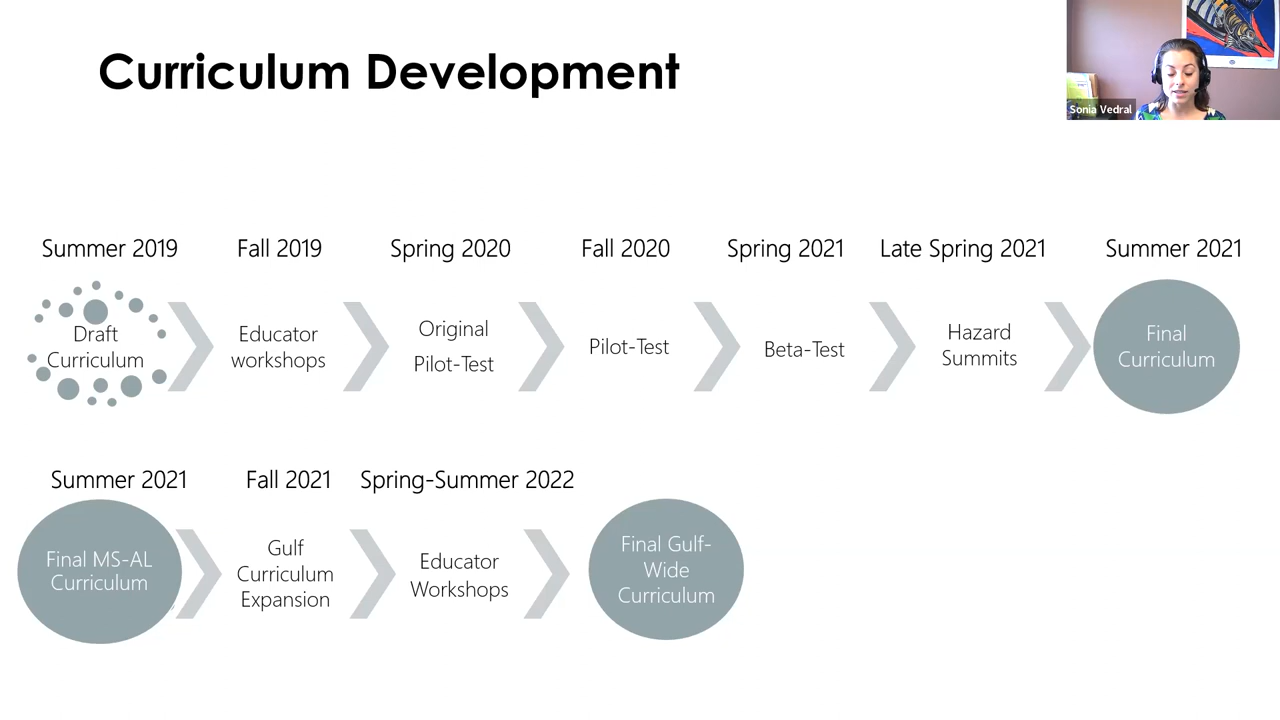 Curriculum Development
Sonia Vedral
Summer 2019
Fall 2019
Spring 2020
Fall 2020
Spring 2021
Late Spring 2021
Summer 2021
Draft
Curriculum
Educator
workshops
Original
Pilot-Test
Pilot-Test
Beta-Test
Hazard
Summits
Final
Curriculum
Summer 2021
Fall 2021
Spring-Summer 2022
Final MS-AL
Curriculum
Gulf
Curriculum
Expansion
Educator
Workshops
Final Gulf-
Wide
Curriculum